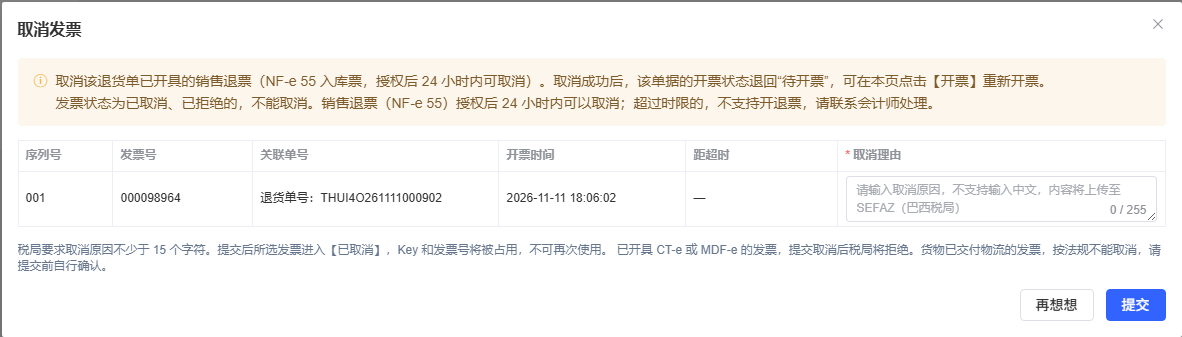 取消发票
取消该退货单已开具的销售退票（NF-e 55 入库票，授权后 24 小时内可取消）。取消成功后，该单据的开票状态退回“待开票”，可在本页点击【开票】重新开票。
发票状态为已取消、已拒绝的，不能取消。销售退票（NF-e 55）授权后 24 小时内可以取消；超过时限的，不支持开退票，请联系会计师处理。
序列号 发票号 关联单号 开票时间 距超时 * 取消理由
001 000098964 退货单号：THUI4O261111000902 2026-11-11 18:06:02 — 请输入取消原因，不支持输入中文，内容将上传至
SEFAZ（巴西税局） 0 / 255
税局要求取消原因不少于 15 个字符。提交后所选发票进入【已取消】，Key 和发票号将被占用，不可再次使用。 已开具 CT-e 或 MDF-e 的发票，提交取消后税局将拒绝。货物已交付物流的发票，按法规不能取消，请
提交前自行确认。
再想想 提交